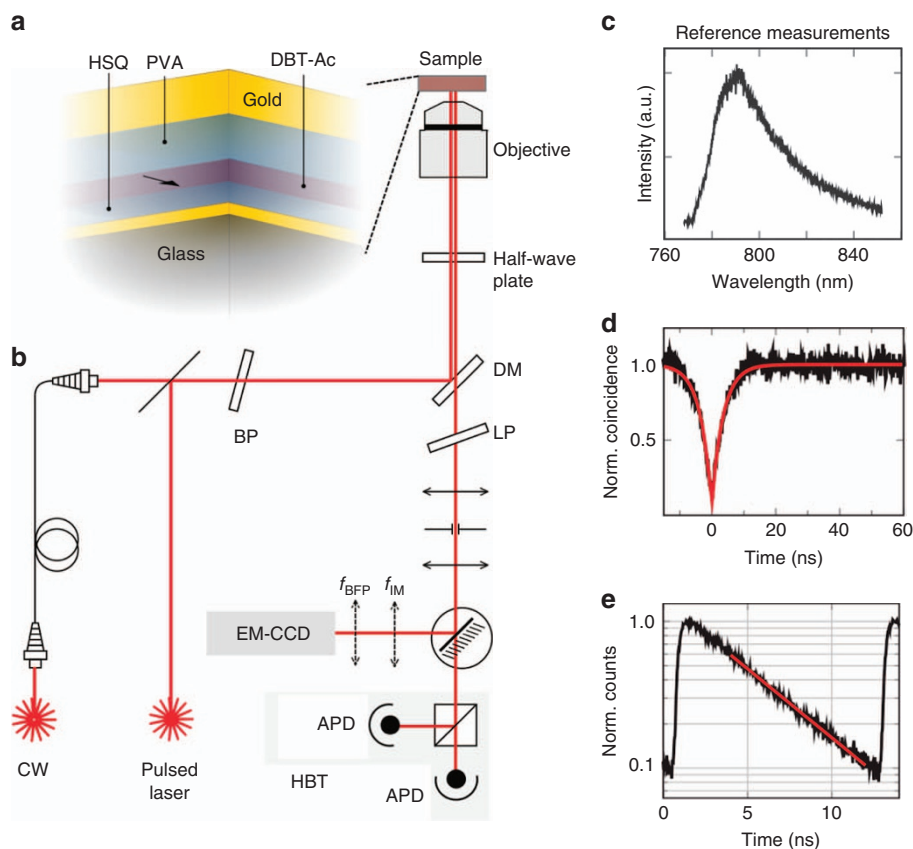 a
HSQ PVA DBT-Ac
Gold
Glass
Sample
Objective
Half-wave
plate
b
DM
BP
LP
f BFP f IM
EM-CCD
APD
HBT
APD
CW
Pulsed
laser
c
Reference measurements
Intensity (a.u.)
760 800 840
Wavelength (nm)
d
Norm. coincidence
1.0
0.5
0 20 40 60
Time (ns)
e
Norm. counts
1.0
0.1
0 5 10
Time (ns)